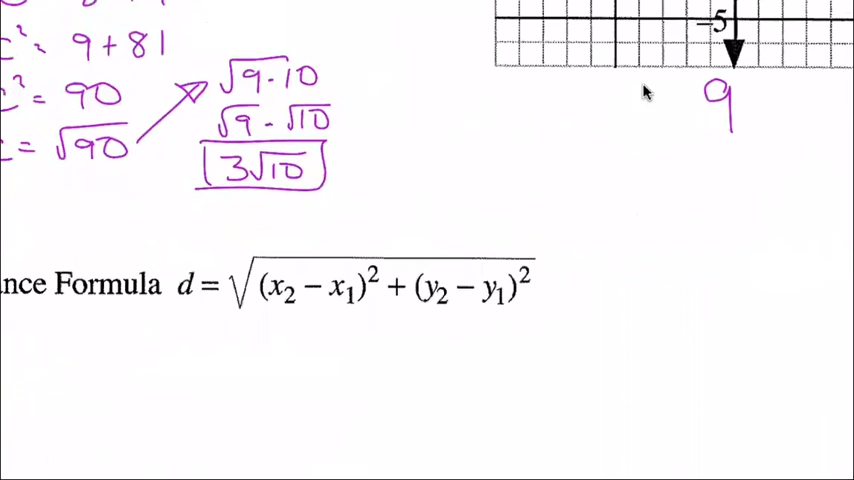 c² = 9 + 81
c² = 90
c = √90
√9·10
√9 - √10
3√10
-5
9
nce Formula d = √(x₂ − x₁)² + (y₂ − y₁)²